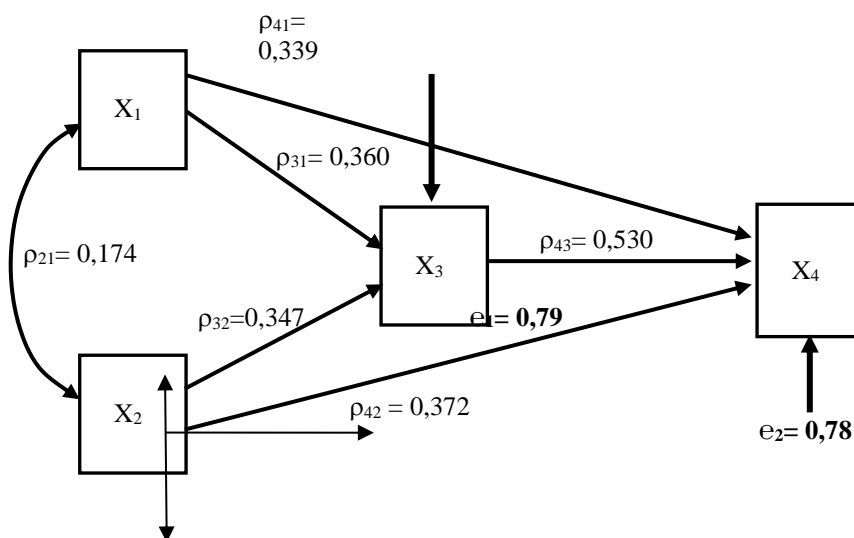 ρ₄₁=
0,339
X₁
ρ₃₁= 0,360
ρ₂₁= 0,174
X₃
ρ₄₃= 0,530
X₄
ρ₃₂=0,347
e₁= 0,79
X₂
ρ₄₂ = 0,372
e₂= 0,78